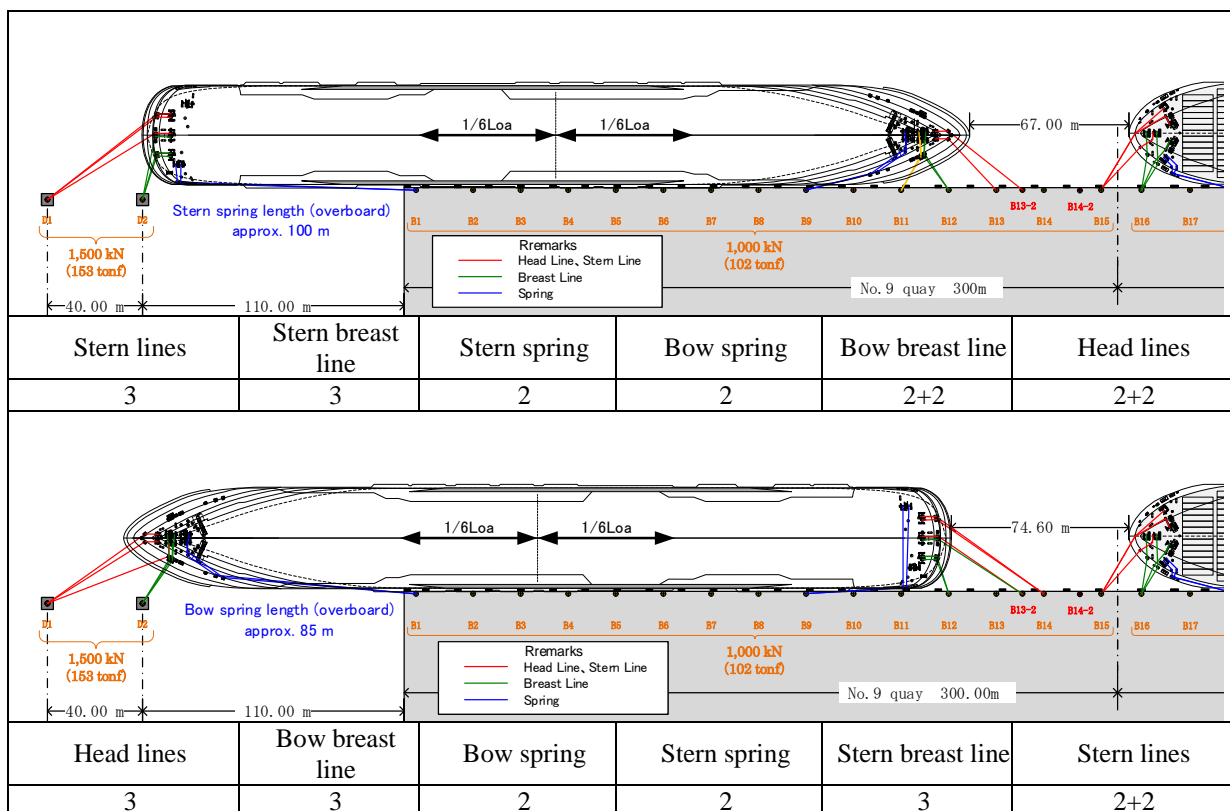 1/6Loa
1/6Loa
67.00 m
D1
D2
Stern spring length (overboard)
approx. 100 m
B1
B2
B3
B4
B5
B6
B7
B8
B9
B10
B11
B12
B13
B13-2
B14
B14-2
B15
B16
B17
1,500 kN
(153 tonf)
1,000 kN
(102 tonf)
Rremarks
Head Line、Stern Line
Breast Line
Spring
No.9 quay 300m
40.00 m
110.00 m
Stern lines
Stern breast
line
Stern spring
Bow spring
Bow breast line
Head lines
3
3
2
2
2+2
2+2
1/6Loa
1/6Loa
74.60 m
D1
D2
Bow spring length (overboard)
approx. 85 m
B1
B2
B3
B4
B5
B6
B7
B8
B9
B10
B11
B12
B13
B13-2
B14
B14-2
B15
B16
B17
1,500 kN
(153 tonf)
1,000 kN
(102 tonf)
Rremarks
Head Line、Stern Line
Breast Line
Spring
No.9 quay 300.00m
40.00 m
110.00 m
Head lines
Bow breast
line
Bow spring
Stern spring
Stern breast line
Stern lines
3
3
2
2
3
2+2